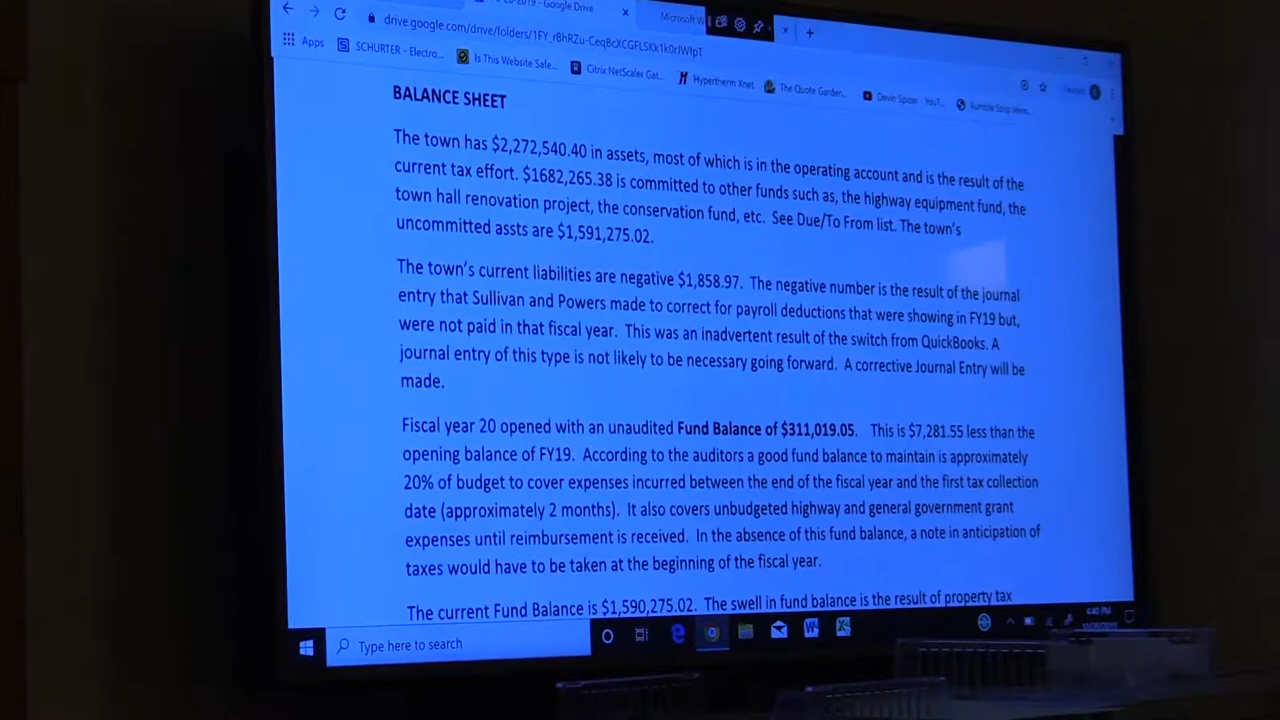 Google Drive
Microsoft W
drive.google.com/drive/folders/1FY_r8hRZu-CeqBcXCGFLSKk1k0rJWfpT
Apps SCHURTER - Electro... Is This Website Safe... Citrix NetScaler Gat... Hypertherm Xnet The Quote Garden... Devin Spicer - YouT...
BALANCE SHEET
The town has $2,272,540.40 in assets, most of which is in the operating account and is the result of the
current tax effort. $1682,265.38 is committed to other funds such as, the highway equipment fund, the
town hall renovation project, the conservation fund, etc. See Due/To From list. The town's
uncommitted assts are $1,591,275.02.
The town's current liabilities are negative $1,858.97. The negative number is the result of the journal
entry that Sullivan and Powers made to correct for payroll deductions that were showing in FY19 but,
were not paid in that fiscal year. This was an inadvertent result of the switch from QuickBooks. A
journal entry of this type is not likely to be necessary going forward. A corrective Journal Entry will be
made.
Fiscal year 20 opened with an unaudited Fund Balance of $311,019.05. This is $7,281.55 less than the
opening balance of FY19. According to the auditors a good fund balance to maintain is approximately
20% of budget to cover expenses incurred between the end of the fiscal year and the first tax collection
date (approximately 2 months). It also covers unbudgeted highway and general government grant
expenses until reimbursement is received. In the absence of this fund balance, a note in anticipation of
taxes would have to be taken at the beginning of the fiscal year.
The current Fund Balance is $1,590,275.02. The swell in fund balance is the result of property tax
Type here to search